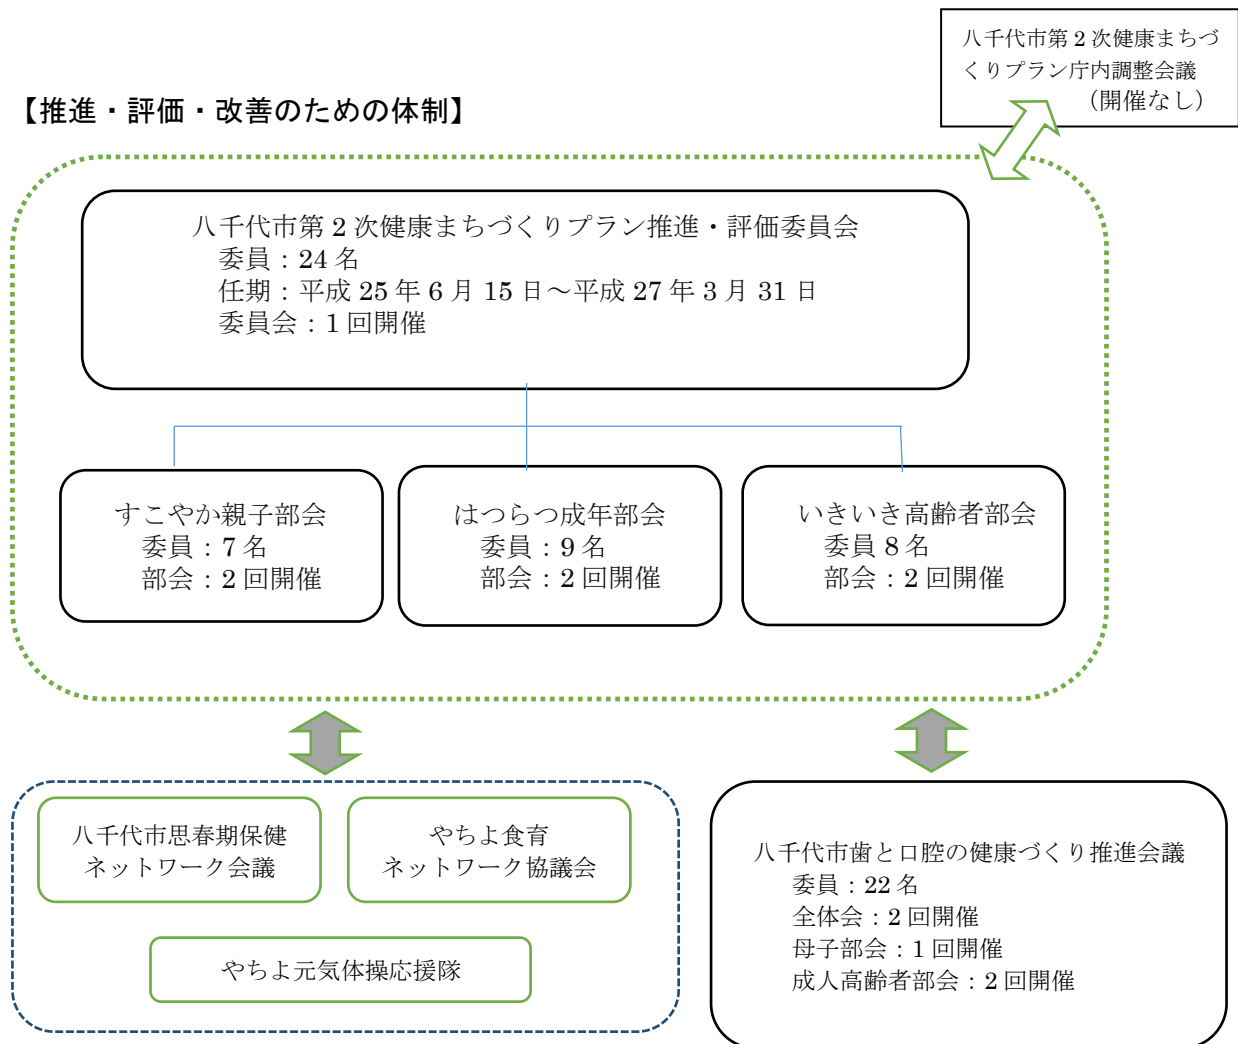 八千代市第2次健康まちづ
くりプラン庁内調整会議
（開催なし）
【推進・評価・改善のための体制】
八千代市第2次健康まちづくりプラン推進・評価委員会
委員：24名
任期：平成25年6月15日～平成27年3月31日
委員会：1回開催
すこやか親子部会
委員：7名
部会：2回開催
はつらつ成年部会
委員：9名
部会：2回開催
いきいき高齢者部会
委員8名
部会：2回開催
八千代市思春期保健
ネットワーク会議
やちよ食育
ネットワーク協議会
やちよ元気体操応援隊
八千代市歯と口腔の健康づくり推進会議
委員：22名
全体会：2回開催
母子部会：1回開催
成人高齢者部会：2回開催